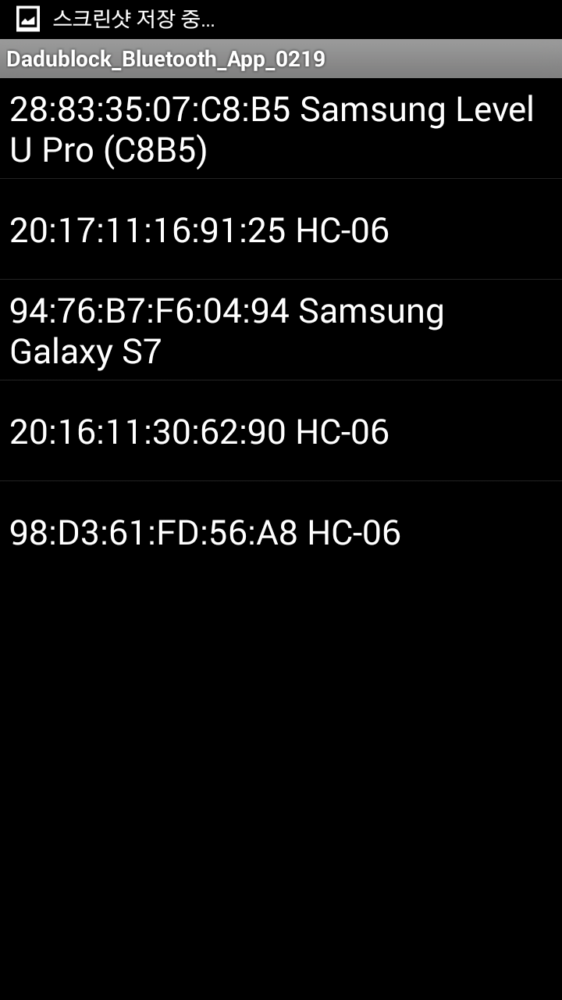 스크린샷 저장 중...
Dadublock_Bluetooth_App_0219
28:83:35:07:C8:B5 Samsung Level
U Pro (C8B5)
20:17:11:16:91:25 HC-06
94:76:B7:F6:04:94 Samsung
Galaxy S7
20:16:11:30:62:90 HC-06
98:D3:61:FD:56:A8 HC-06